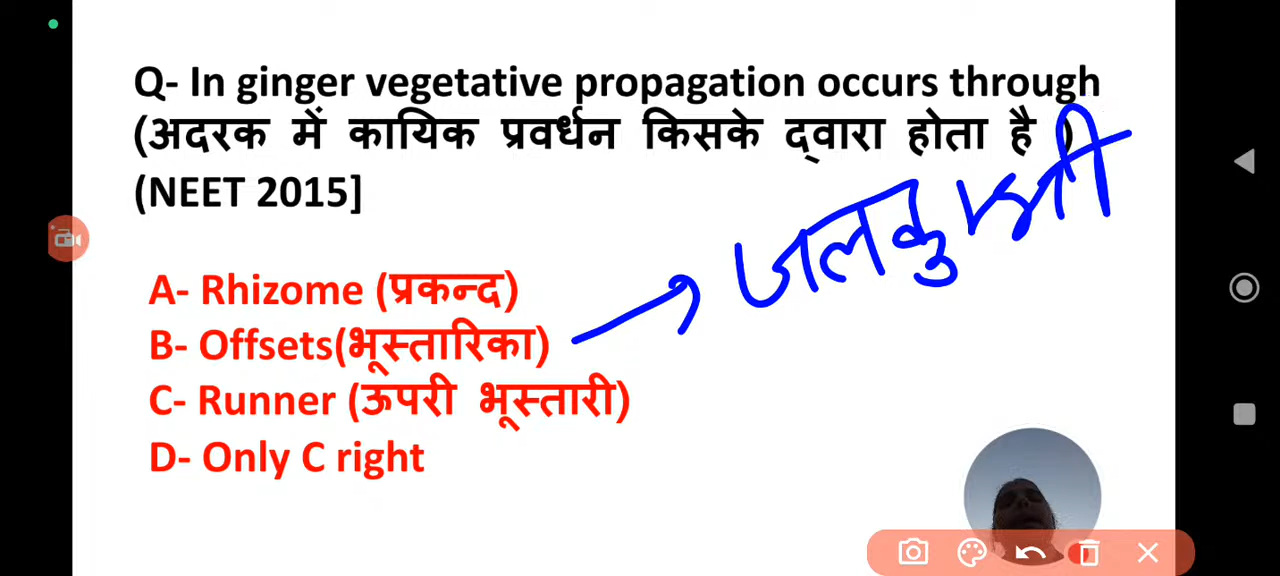 Q- In ginger vegetative propagation occurs through
(अदरक में कायिक प्रवर्धन किसके द्वारा होता है )
(NEET 2015]
A- Rhizome (प्रकन्द)
B- Offsets(भूस्तारिका)
जलकुम्भी
C- Runner (ऊपरी भूस्तारी)
D- Only C right